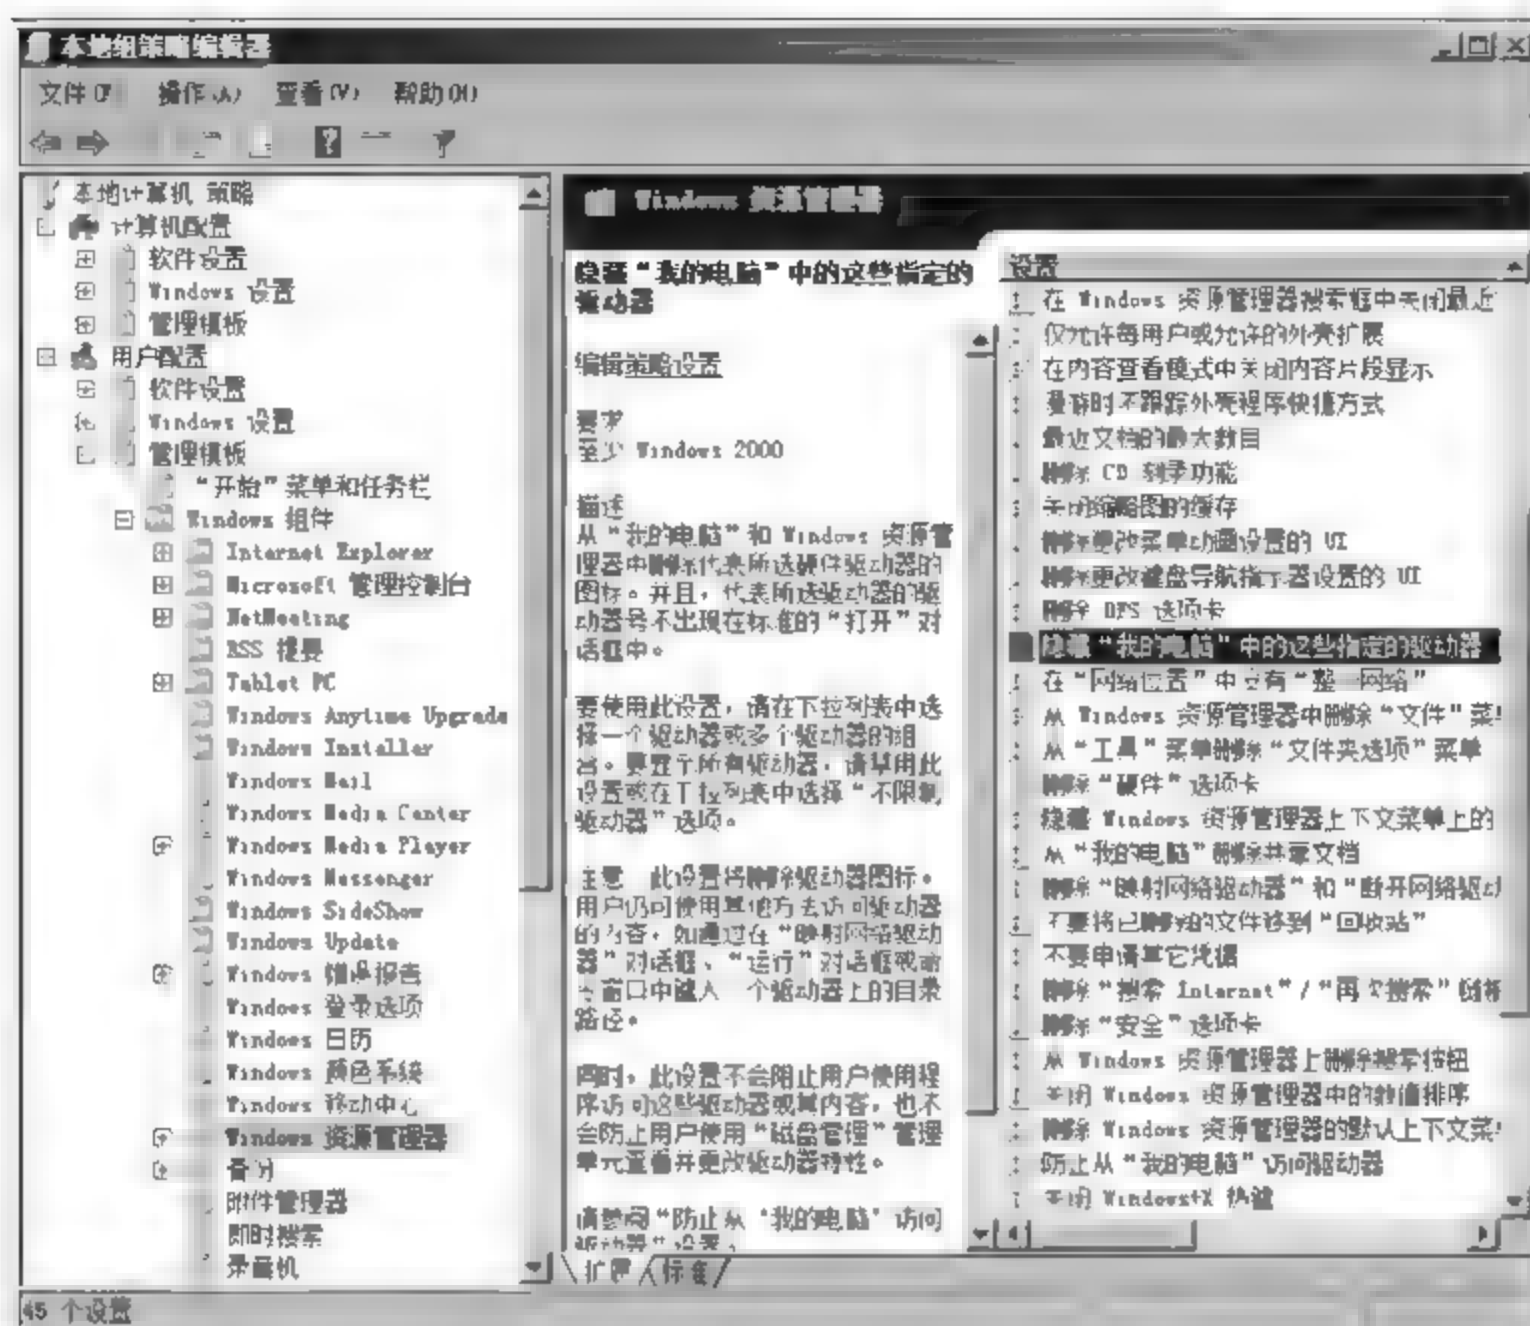 本地组策略编辑器
文件(F) 操作(A) 查看(V) 帮助(H)
本地计算机 策略
计算机配置
软件设置
Windows 设置
管理模板
用户配置
软件设置
Windows 设置
管理模板
“开始”菜单和任务栏
Windows 组件
Internet Explorer
Microsoft 管理控制台
NetMeeting
RSS 提要
Tablet PC
Windows Anytime Upgrade
Windows Installer
Windows Mail
Windows Media Center
Windows Media Player
Windows Messenger
Windows SideShow
Windows Update
Windows 错误报告
Windows 登录选项
Windows 日历
Windows 颜色系统
Windows 移动中心
Windows 资源管理器
备份
附件管理器
即时搜索
录音机
Windows 资源管理器
隐藏“我的电脑”中的这些指定的
驱动器
编辑策略设置
要求
至少 Windows 2000
描述
从“我的电脑”和 Windows 资源管
理器中删除代表所选硬件驱动器的
图标。并且，代表所选驱动器的驱
动器号不出现在标准的“打开”对
话框中。
要使用此设置，请在下拉列表中选
择一个驱动器或多个驱动器的组
合。要显示所有驱动器，请禁用此
设置或在下拉列表中选择“不限制
驱动器”选项。
注意 此设置将删除驱动器图标。
用户仍可使用其他方法访问驱动器
的内容，如通过在“映射网络驱动
器”对话框、“运行”对话框或命
令窗口中键入一个驱动器上的目录
路径。
同时，此设置不会阻止用户使用程
序访问这些驱动器或其内容，也不
会防止用户使用“磁盘管理”管理
单元查看并更改驱动器特性。
请参阅“防止从‘我的电脑’访问
驱动器”设置。
设置
在 Windows 资源管理器搜索框中关闭最近
仅允许每用户或允许的外壳扩展
在内容查看模式中关闭内容片段显示
漫游时不跟踪外壳程序快捷方式
最近文档的最大数目
删除 CD 刻录功能
关闭缩略图的缓存
删除更改菜单动画设置的 UI
删除更改键盘导航指示器设置的 UI
删除 DFS 选项卡
隐藏“我的电脑”中的这些指定的驱动器
在“网络位置”中没有“整个网络”
从 Windows 资源管理器中删除“文件”菜
从“工具”菜单删除“文件夹选项”菜单
删除“硬件”选项卡
隐藏 Windows 资源管理器上下文菜单上的
从“我的电脑”删除共享文档
删除“映射网络驱动器”和“断开网络驱动
不要将已删除的文件移到“回收站”
不要申请其它凭据
删除“搜索 Internet”/“再次搜索”
删除“安全”选项卡
从 Windows 资源管理器上删除搜索按钮
关闭 Windows 资源管理器中的数值排序
删除 Windows 资源管理器的默认上下文菜
防止从“我的电脑”访问驱动器
关闭 Windows+X 热键
扩展 标准
45 个设置